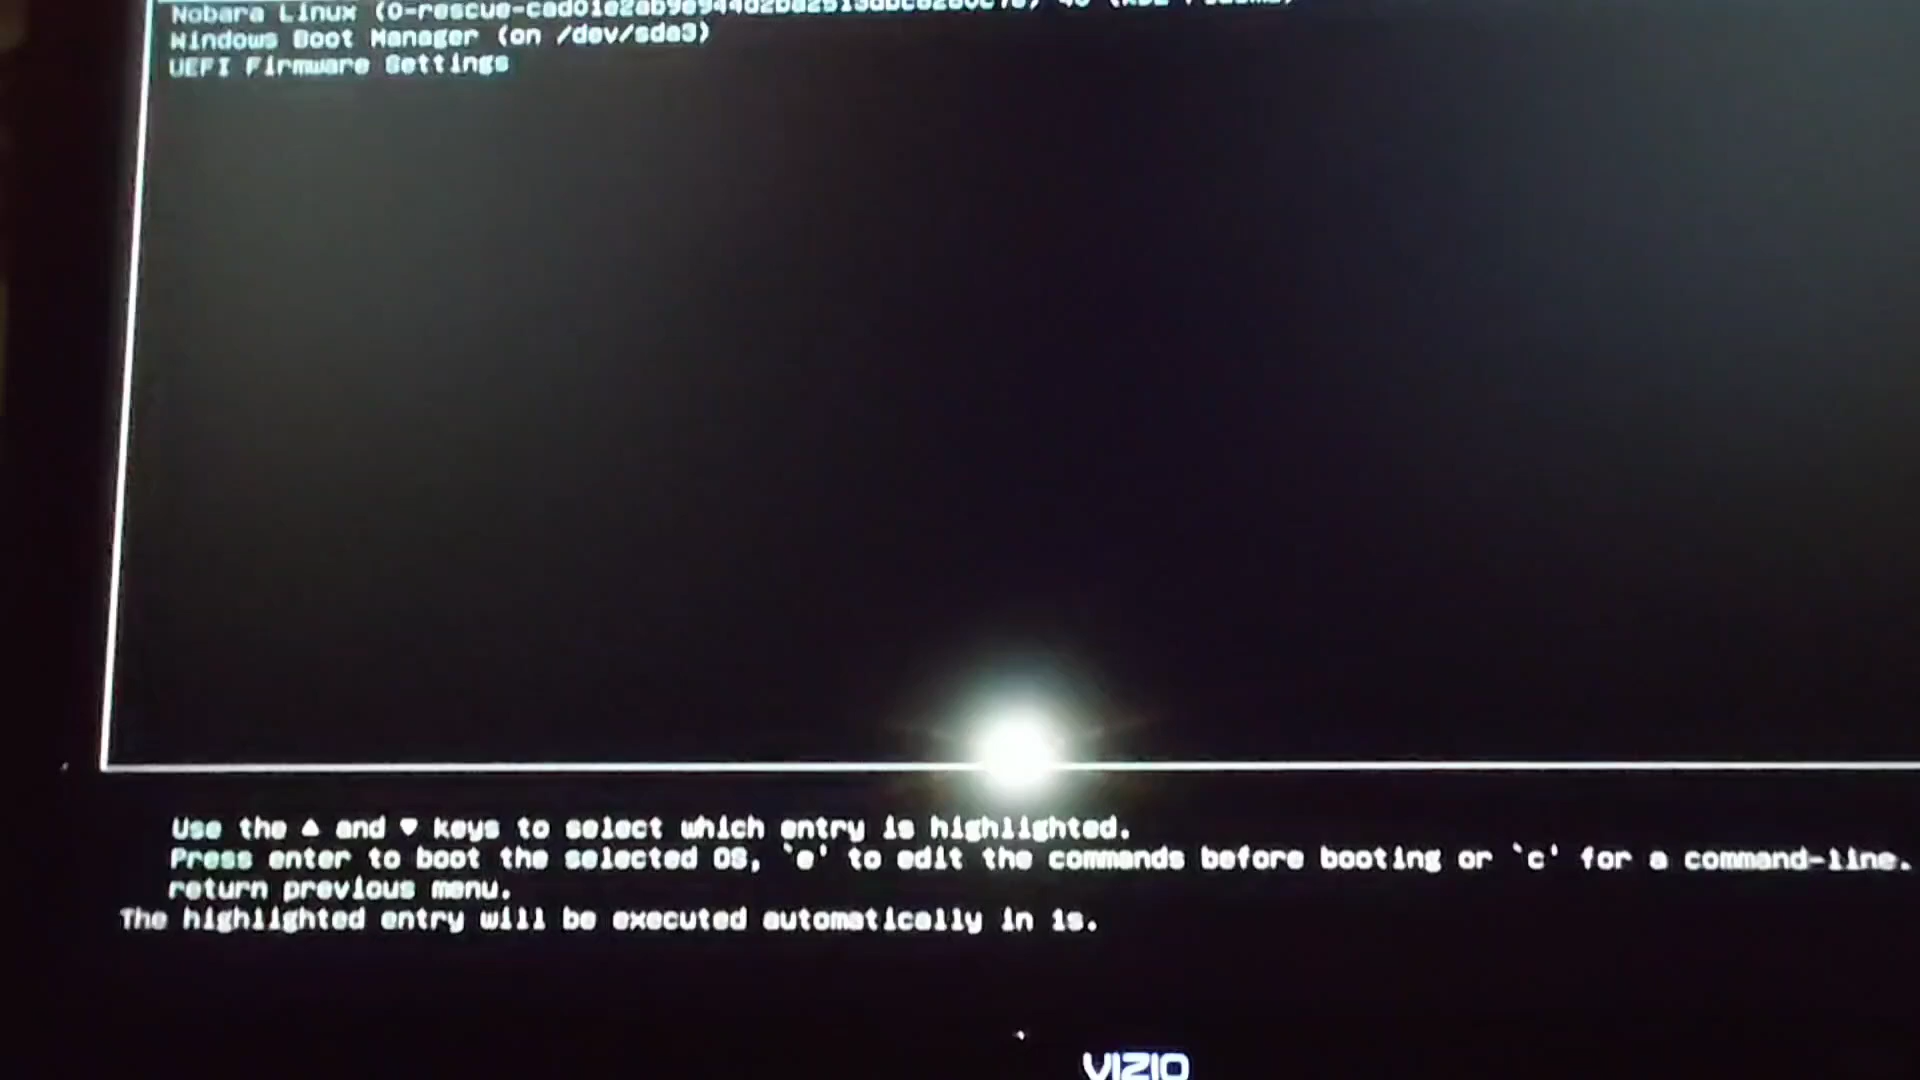 Nobara Linux
Windows Boot Manager (on /dev/sda3)
UEFI Firmware Settings
Use the ▲ and ▼ keys to select which entry is highlighted.
Press enter to boot the selected OS, `e' to edit the commands before booting or `c' for a command-line.
return previous menu.
The highlighted entry will be executed automatically in 1s.
VIZIO